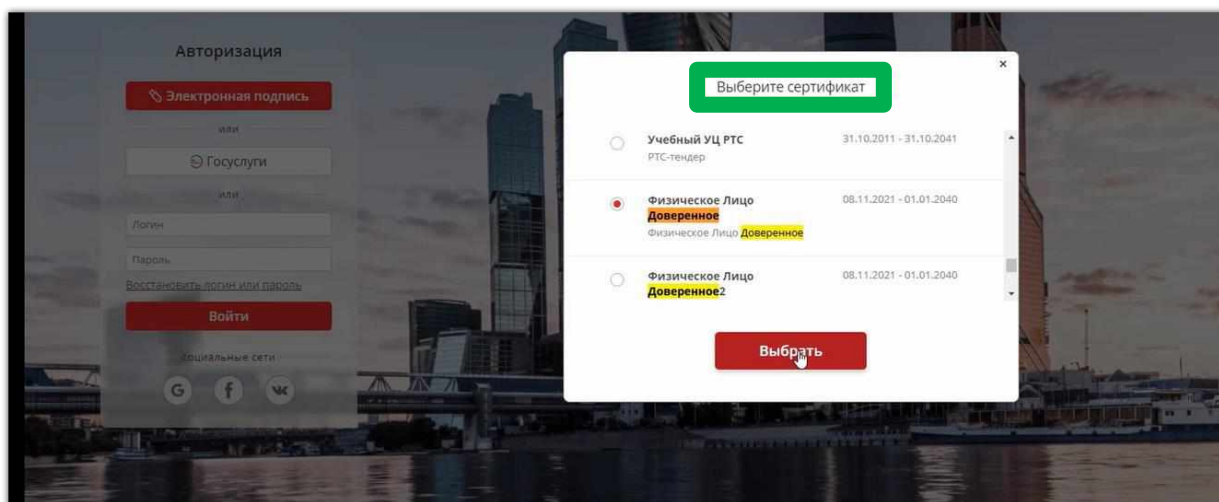 Авторизация
Электронная подпись
или
Госуслуги
или
Логин
Пароль
Восстановить логин или пароль
Войти
социальные сети
G f
Выберите сертификат
×
Учебный УЦ РТС 31.10.2011 - 31.10.2041
РТС-тендер
Физическое Лицо 08.11.2021 - 01.01.2040
Доверенное
Физическое Лицо Доверенное
Физическое Лицо 08.11.2021 - 01.01.2040
Доверенное2
Выбрать